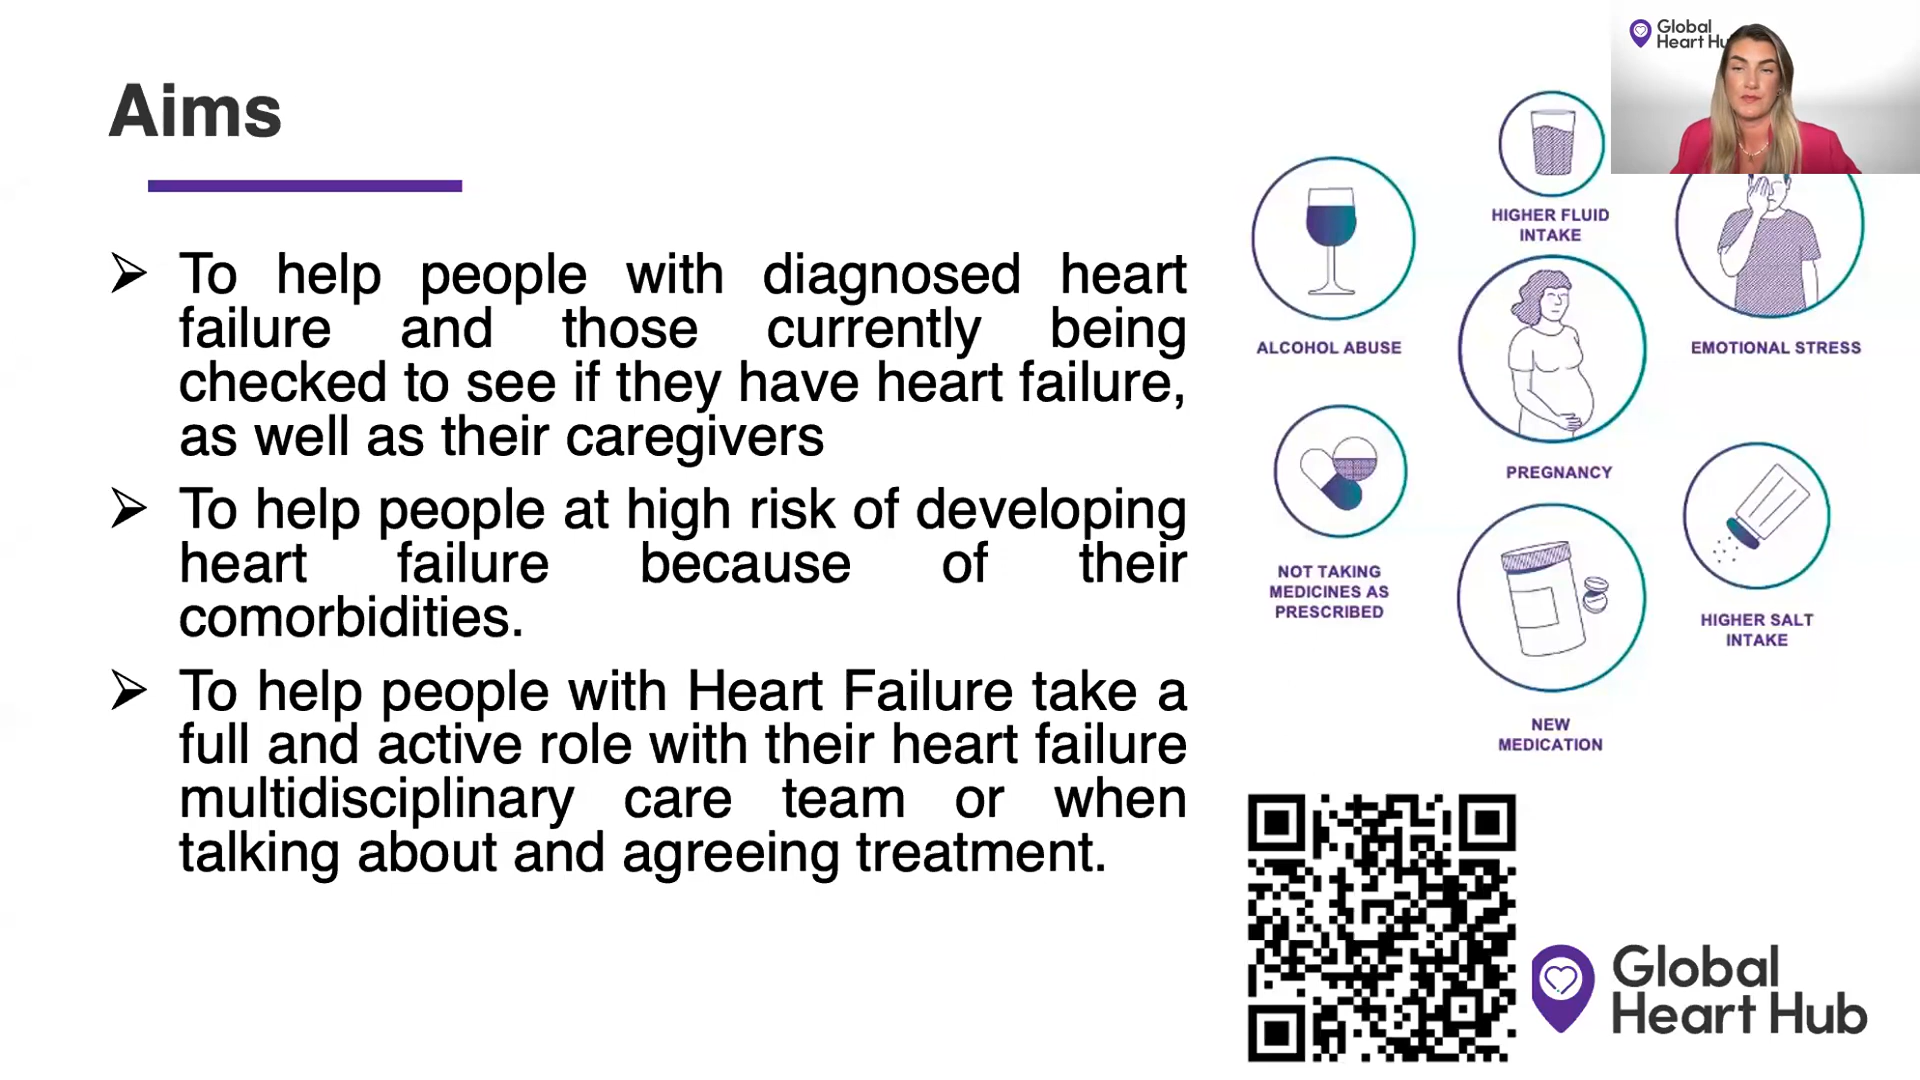 Aims
➢ To help people with diagnosed heart
failure and those currently being
checked to see if they have heart failure,
as well as their caregivers
➢ To help people at high risk of developing
heart failure because of their
comorbidities.
➢ To help people with Heart Failure take a
full and active role with their heart failure
multidisciplinary care team or when
talking about and agreeing treatment.
Global
Heart Hu
HIGHER FLUID
INTAKE
ALCOHOL ABUSE
EMOTIONAL STRESS
PREGNANCY
NOT TAKING
MEDICINES AS
PRESCRIBED
HIGHER SALT
INTAKE
NEW
MEDICATION
Global
Heart Hub